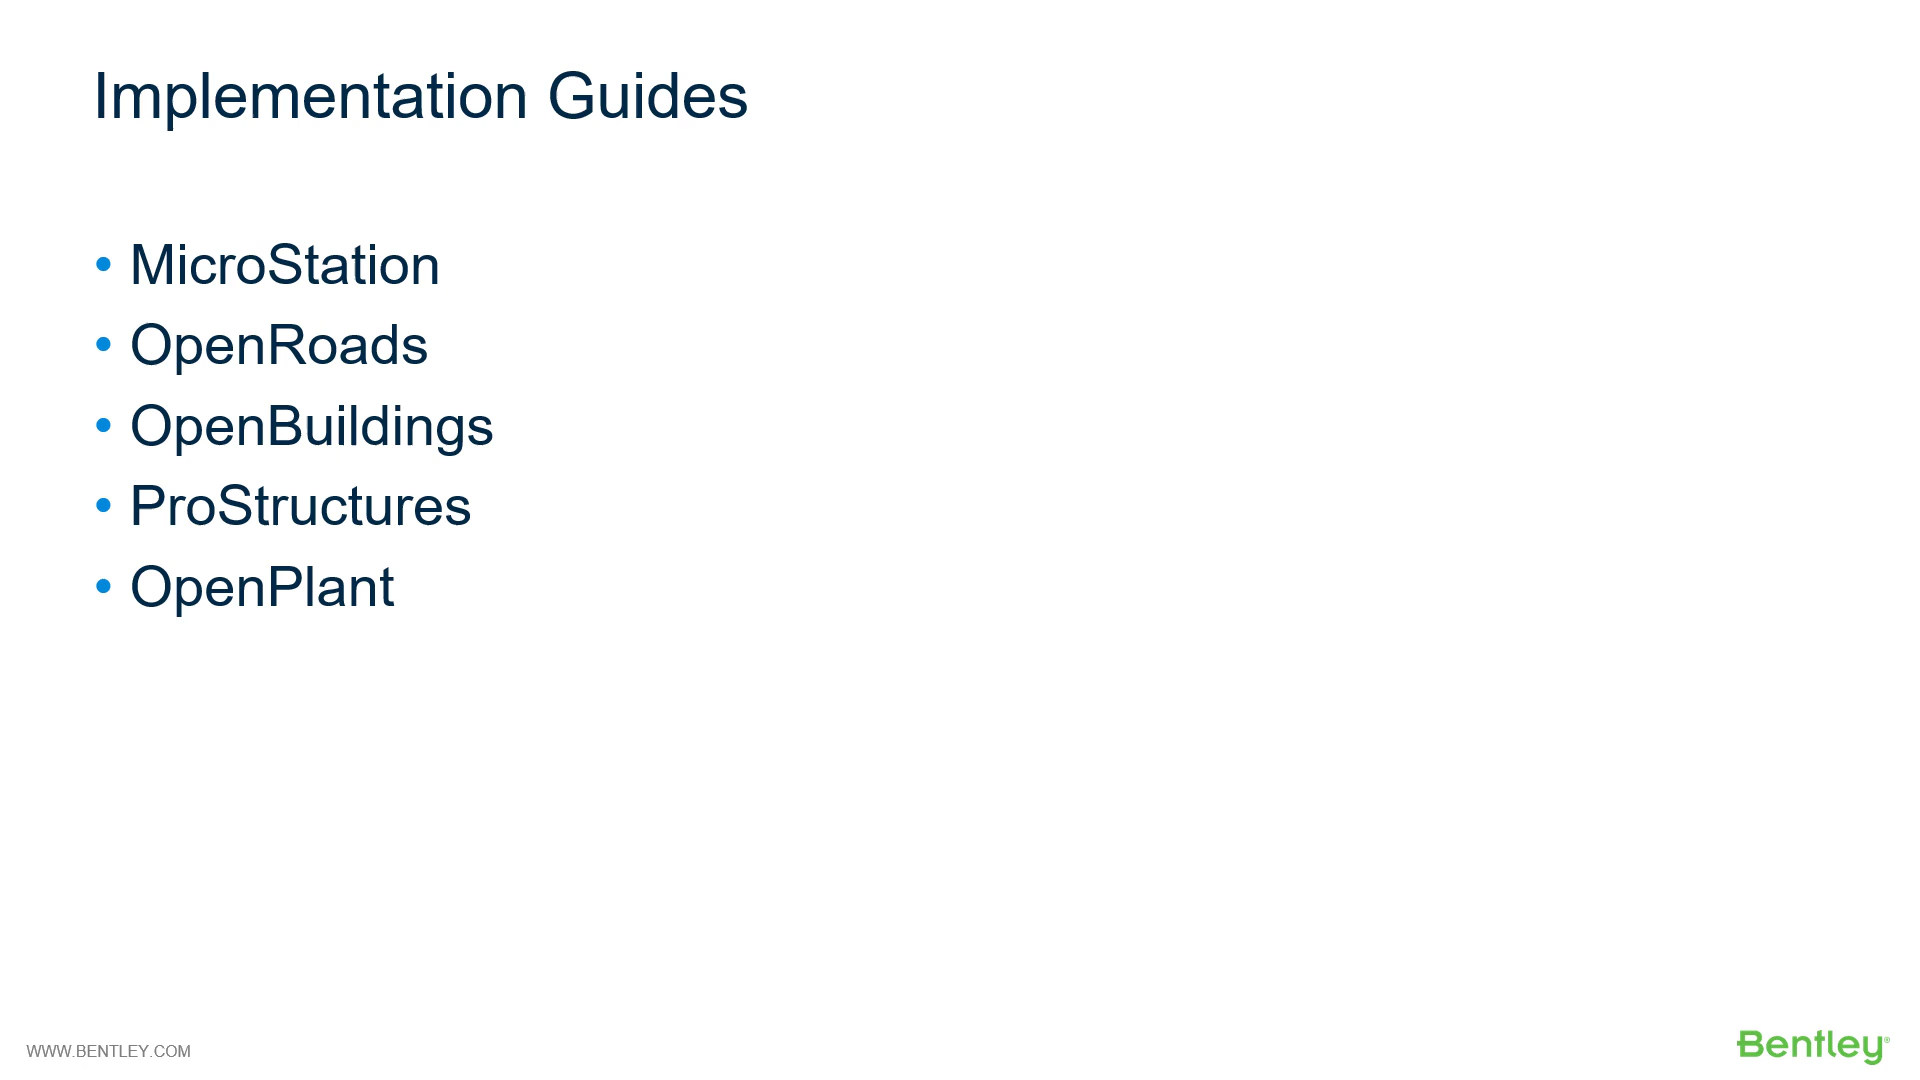 Implementation Guides
• MicroStation
• OpenRoads
• OpenBuildings
• ProStructures
• OpenPlant
WWW.BENTLEY.COM
Bentley®